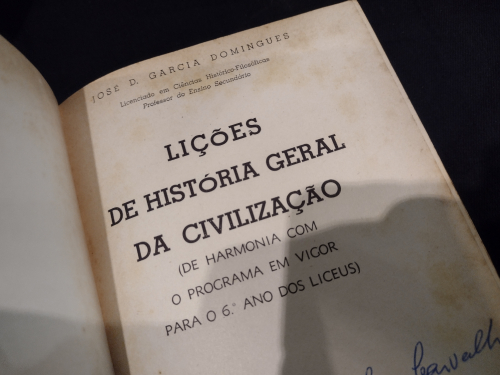 JOSÉ D. GARCIA DOMINGUES
Licenciado em Ciências Histórico-Filosóficas
Professor do Ensino Secundário
LIÇÕES
DE HISTÓRIA GERAL
DA CIVILIZAÇÃO
(DE HARMONIA COM
O PROGRAMA EM VIGOR
PARA O 6.º ANO DOS LICEUS)